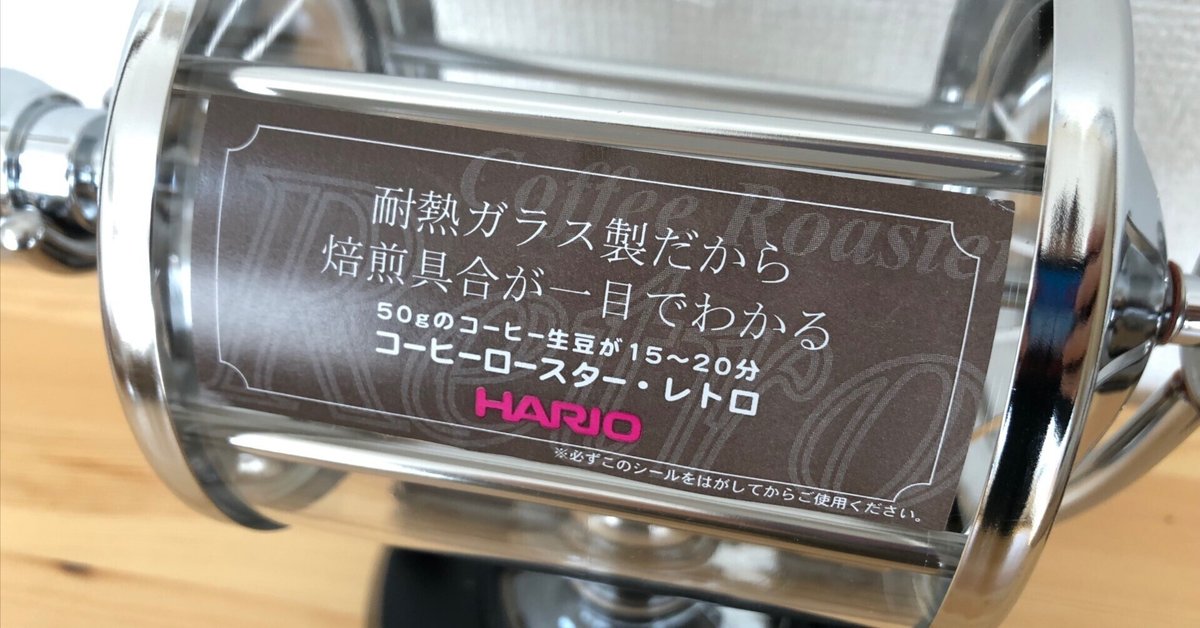 Coffee Roaster
Retro
耐熱ガラス製だから
焙煎具合が一目でわかる
50gのコーヒー生豆が15〜20分
コーヒーロースター・レトロ
HARIO
※必ずこのシールをはがしてからご使用ください。